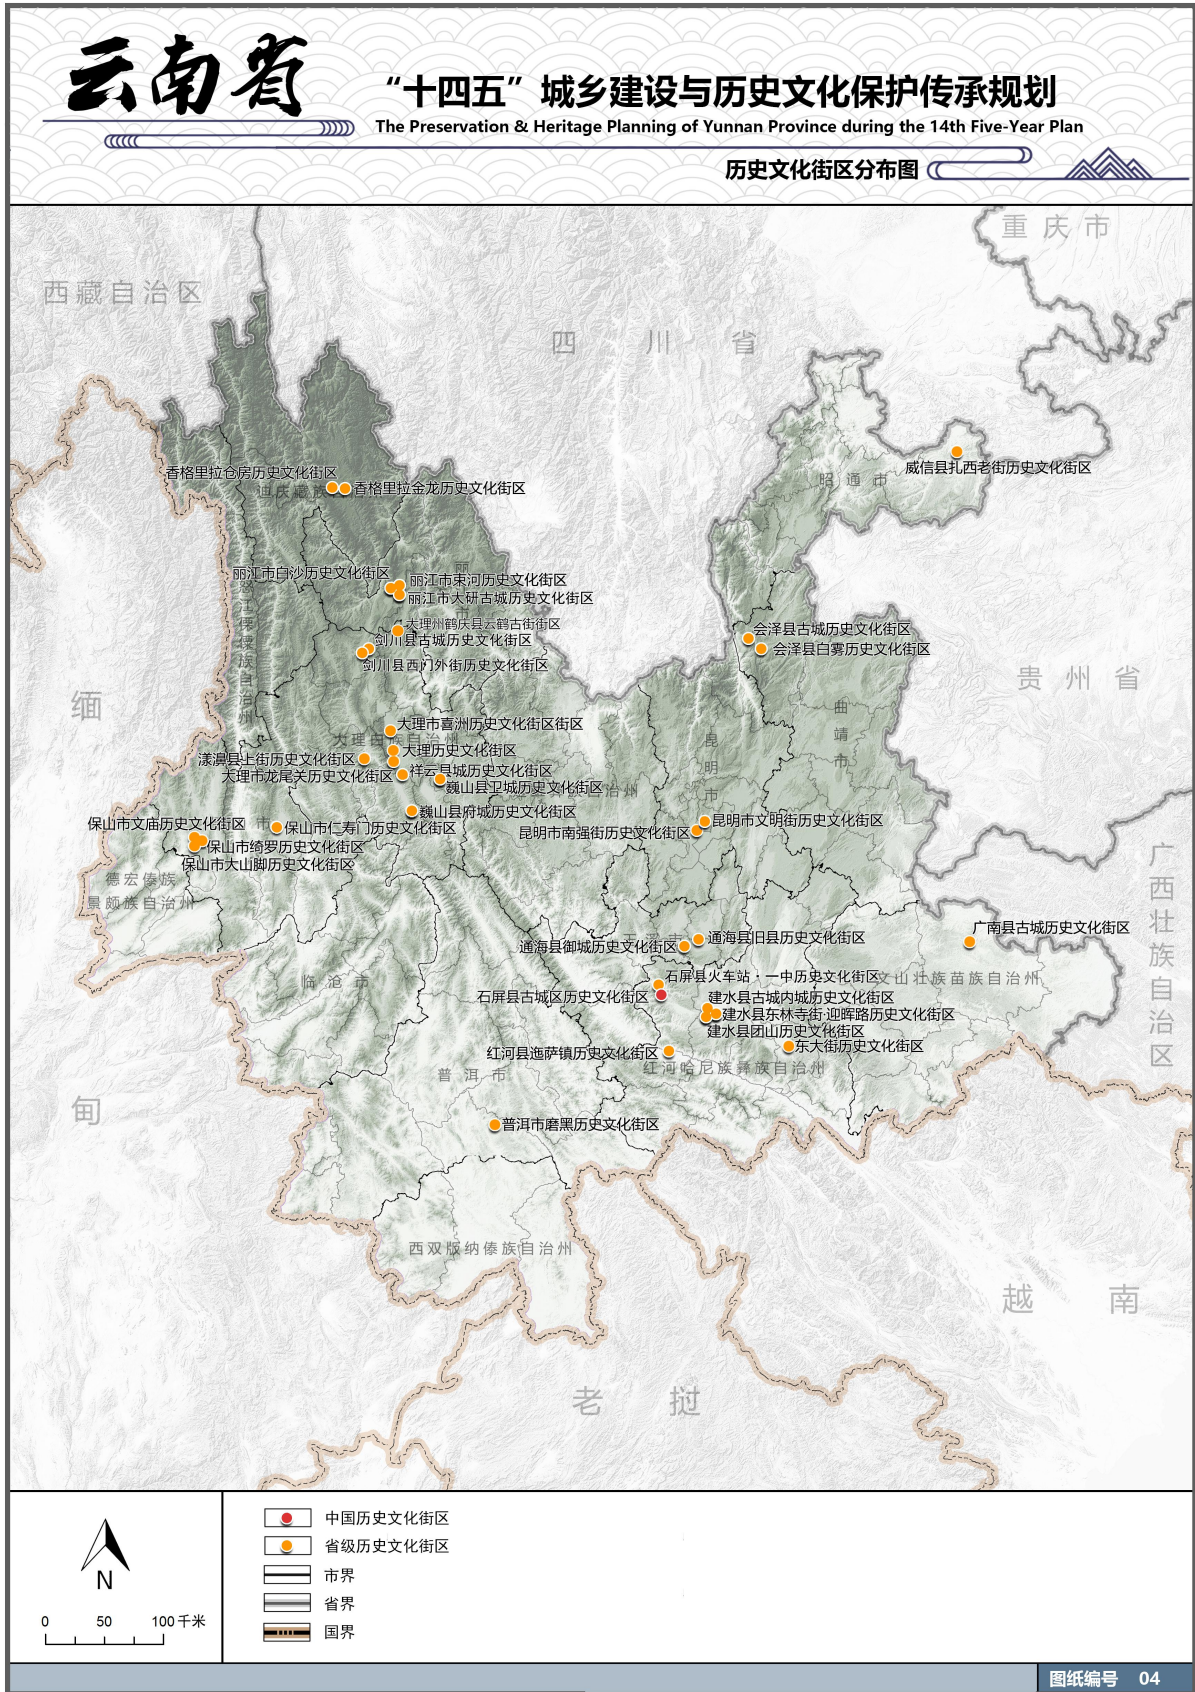 云南省
“十四五”城乡建设与历史文化保护传承规划
The Preservation & Heritage Planning of Yunnan Province during the 14th Five-Year Plan
历史文化街区分布图
重庆市
西藏自治区
四川省
威信县扎西老街历史文化街区
昭通市
香格里拉仓房历史文化街区
香格里拉金龙历史文化街区
迪庆藏族
丽江市白沙历史文化街区
丽江市束河历史文化街区
丽江市大研古城历史文化街区
丽
市
怒江傈僳族自治州
大理州鹤庆县云鹤古街街区
剑川县古城历史文化街区
剑川县西门外街历史文化街区
会泽县古城历史文化街区
会泽县白雾历史文化街区
贵州省
缅
曲靖市
昆明市
大理市喜洲历史文化街区街区
大理白族自治州
大理历史文化街区
漾濞县上街历史文化街区
祥云县城历史文化街区
大理市龙尾关历史文化街区
巍山县卫城历史文化街区
自治州
巍山县府城历史文化街区
保山市文庙历史文化街区
市
保山市仁寿门历史文化街区
昆明市文明街历史文化街区
昆明市南强街历史文化街区
保山市绮罗历史文化街区
保山市大山脚历史文化街区
德宏傣族
景颇族自治州
广西壮族自治区
广南县古城历史文化街区
通海县旧县历史文化街区
通海县御城历史文化街区
石屏县火车站·一中历史文化街区
文山壮族苗族自治州
临沧市
石屏县古城区历史文化街区
建水县古城内城历史文化街区
建水县东林寺街·迎晖路历史文化街区
建水县团山历史文化街区
东大街历史文化街区
红河县迤萨镇历史文化街区
红河哈尼族彝族自治州
普洱市
甸
普洱市磨黑历史文化街区
西双版纳傣族自治州
越南
老挝
中国历史文化街区
省级历史文化街区
市界
省界
国界
N
0 50 100千米
图纸编号 04